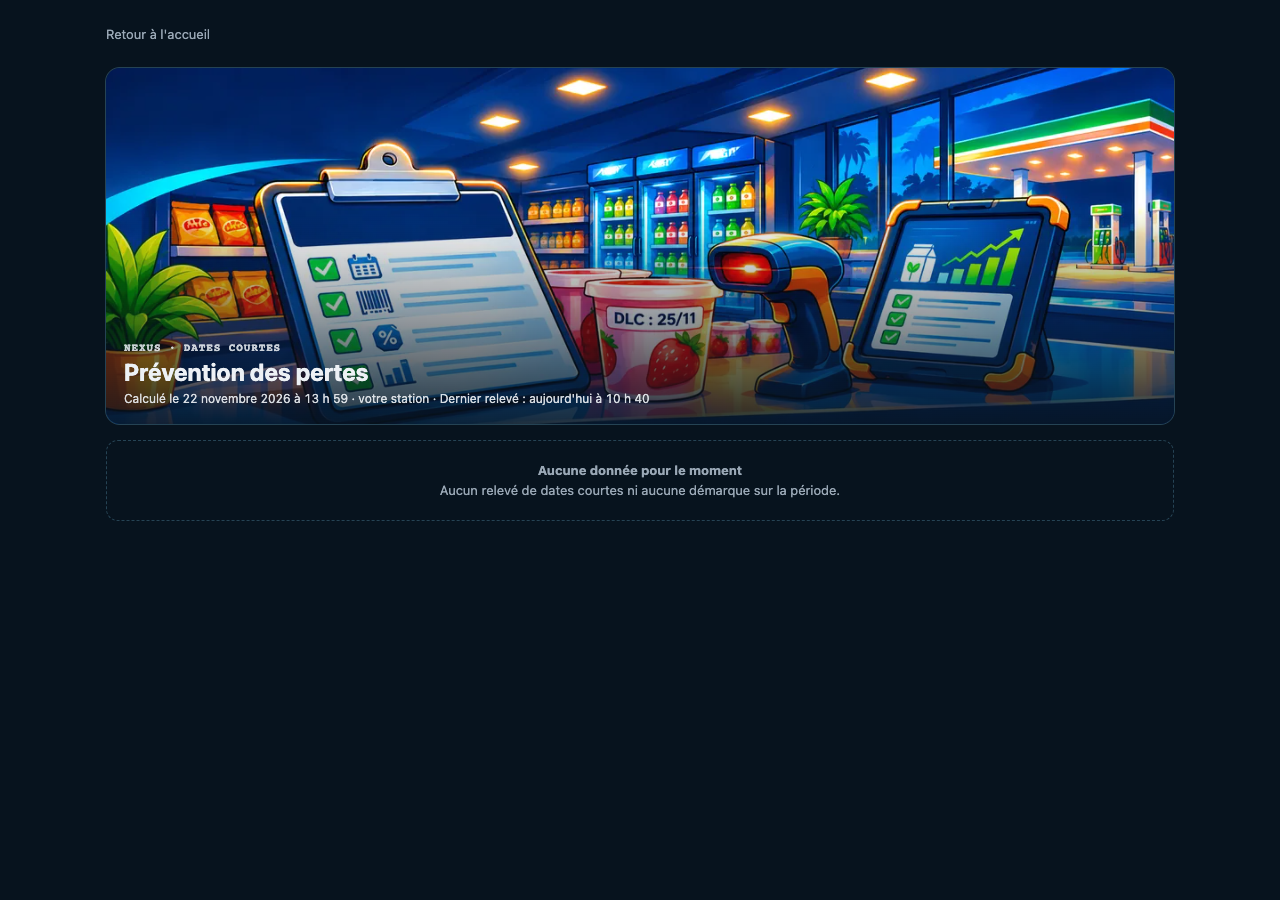 Retour à l'accueil
DLC : 25/11
NEXUS · DATES COURTES
Prévention des pertes
Calculé le 22 novembre 2026 à 13 h 59 · votre station · Dernier relevé : aujourd'hui à 10 h 40
Aucune donnée pour le moment
Aucun relevé de dates courtes ni aucune démarque sur la période.